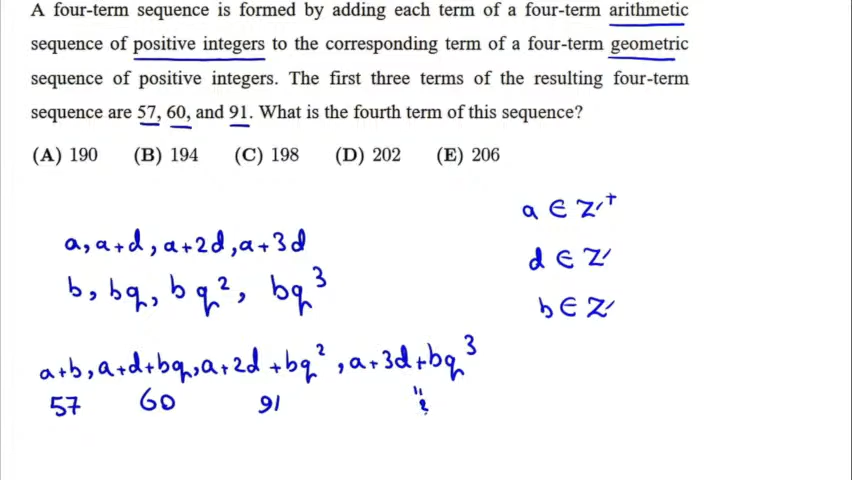 A four-term sequence is formed by adding each term of a four-term arithmetic
sequence of positive integers to the corresponding term of a four-term geometric
sequence of positive integers. The first three terms of the resulting four-term
sequence are 57, 60, and 91. What is the fourth term of this sequence?
(A) 190 (B) 194 (C) 198 (D) 202 (E) 206
a ∈ Z⁺
a, a+d, a+2d, a+3d
d ∈ Z
b, bq, bq², bq³
b ∈ Z
a+b, a+d+bq, a+2d+bq², a+3d+bq³
57 60 91 ?